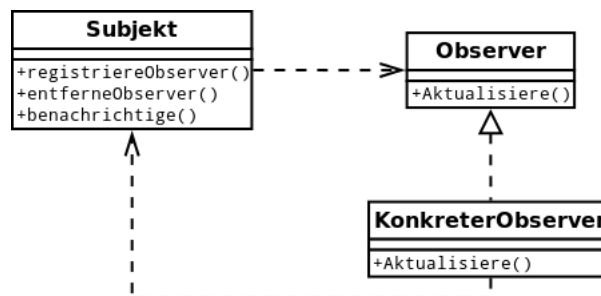 Subjekt
+registriereObserver()
+entferneObserver()
+benachrichtige()
Observer
+Aktualisiere()
KonkreterObserver
+Aktualisiere()